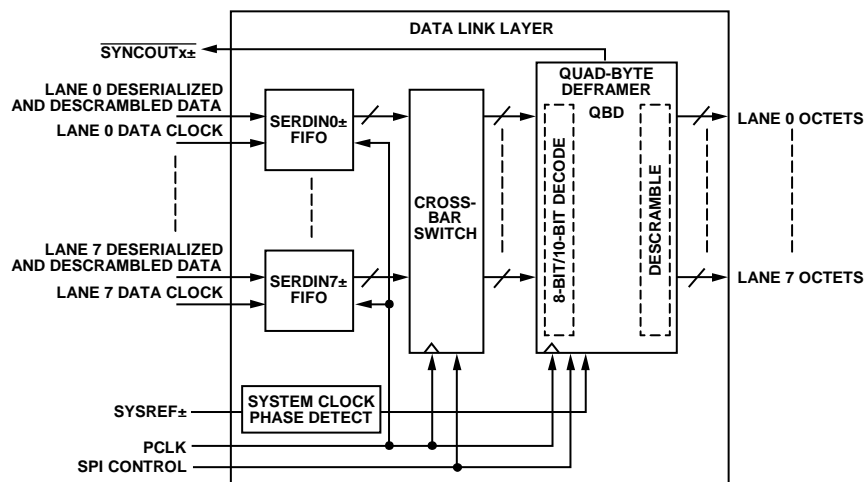 DATA LINK LAYER
SYNCOUTx±
QUAD-BYTE
DEFRAMER
QBD
LANE 0 DESERIALIZED
AND DESCRAMBLED DATA
LANE 0 DATA CLOCK
SERDIN0±
FIFO
LANE 0 OCTETS
CROSS-
BAR
SWITCH
8-BIT/10-BIT DECODE
DESCRAMBLE
LANE 7 DESERIALIZED
AND DESCRAMBLED DATA
LANE 7 DATA CLOCK
SERDIN7±
FIFO
LANE 7 OCTETS
SYSREF±
SYSTEM CLOCK
PHASE DETECT
PCLK
SPI CONTROL